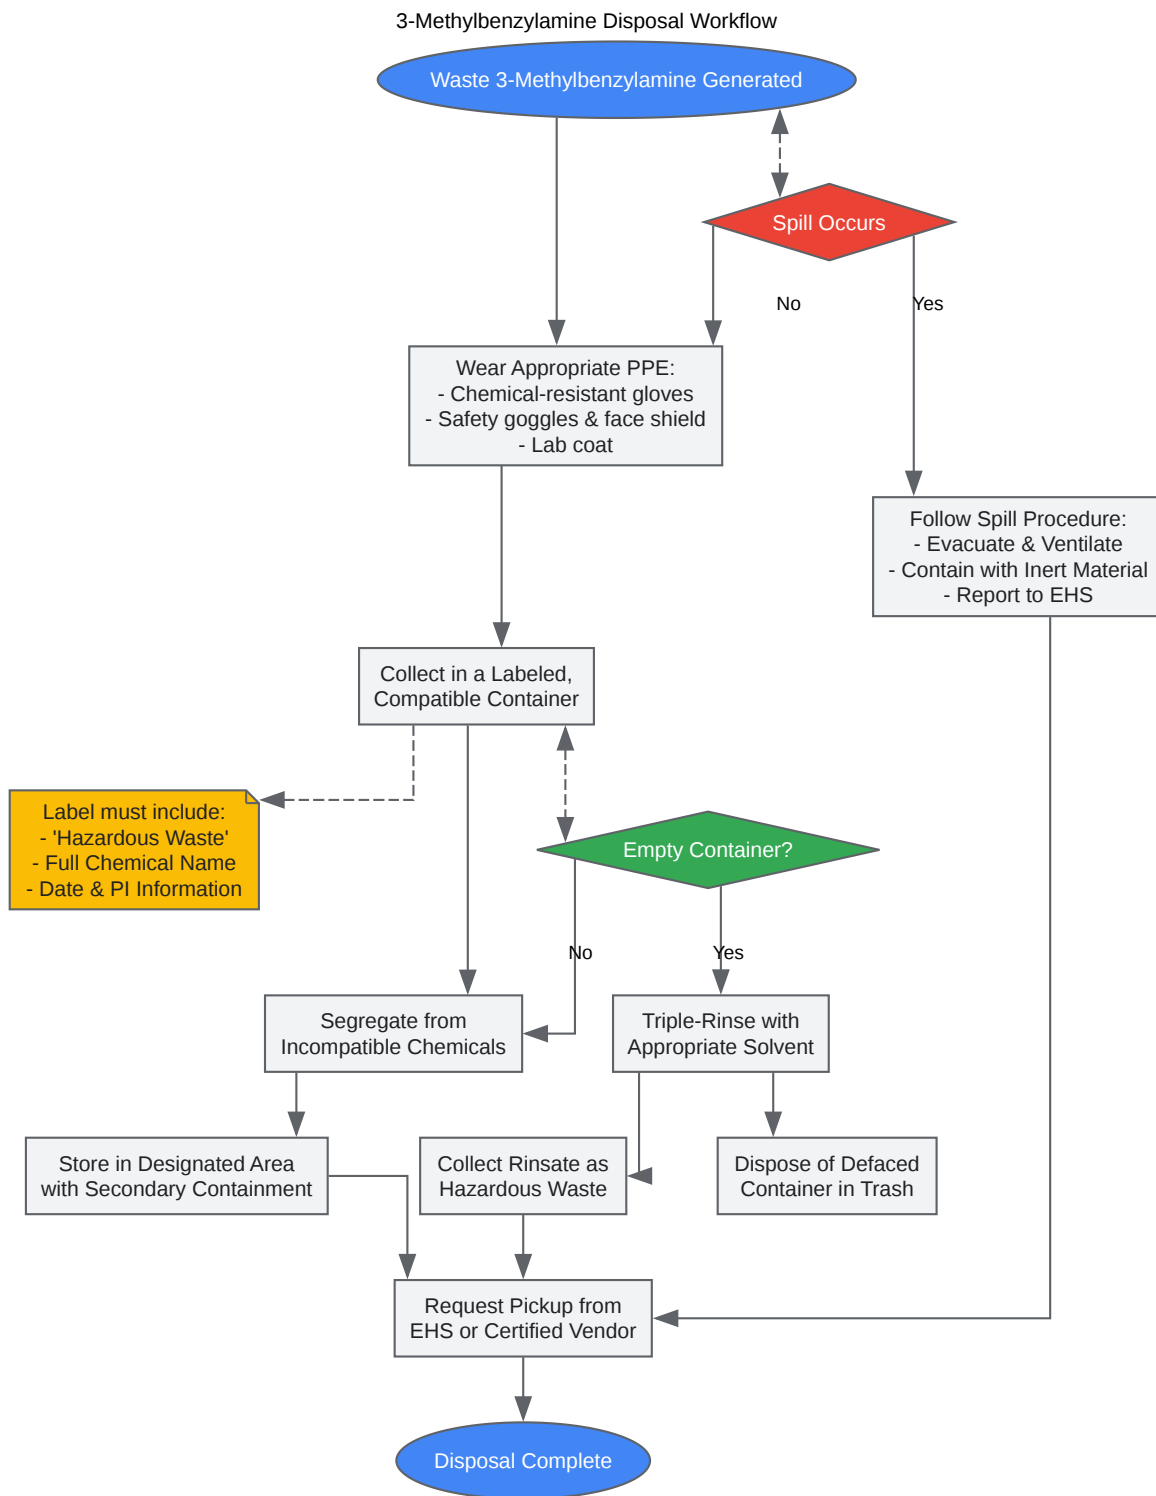 3-Methylbenzylamine Disposal Workflow
Waste 3-Methylbenzylamine Generated
Spill Occurs
No
Yes
Wear Appropriate PPE:
- Chemical-resistant gloves
- Safety goggles & face shield
- Lab coat
Follow Spill Procedure:
- Evacuate & Ventilate
- Contain with Inert Material
- Report to EHS
Collect in a Labeled,
Compatible Container
Label must include:
- 'Hazardous Waste'
- Full Chemical Name
- Date & PI Information
Empty Container?
No
Yes
Segregate from
Incompatible Chemicals
Triple-Rinse with
Appropriate Solvent
Store in Designated Area
with Secondary Containment
Collect Rinsate as
Hazardous Waste
Dispose of Defaced
Container in Trash
Request Pickup from
EHS or Certified Vendor
Disposal Complete